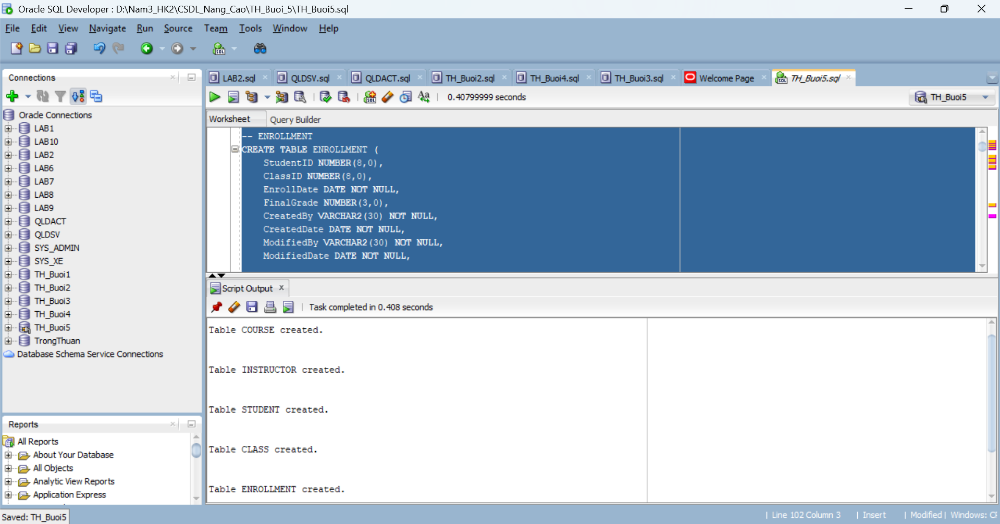 Oracle SQL Developer : D:\Nam3_HK2\CSDL_Nang_Cao\TH_Buoi_5\TH_Buoi5.sql
File Edit View Navigate Run Source Team Tools Window Help
Connections
Oracle Connections
LAB1
LAB10
LAB2
LAB6
LAB7
LAB8
LAB9
QLDACT
QLDSV
SYS_ADMIN
SYS_XE
TH_Buoi1
TH_Buoi2
TH_Buoi3
TH_Buoi4
TH_Buoi5
TrongThuan
Database Schema Service Connections
Reports
All Reports
About Your Database
All Objects
Analytic View Reports
Application Express
LAB2.sql QLDSV.sql QLDACT.sql TH_Buoi2.sql TH_Buoi4.sql TH_Buoi3.sql Welcome Page TH_Buoi5.sql
0.40799999 seconds
TH_Buoi5
Worksheet Query Builder
-- ENROLLMENT
CREATE TABLE ENROLLMENT (
StudentID NUMBER(8,0),
ClassID NUMBER(8,0),
EnrollDate DATE NOT NULL,
FinalGrade NUMBER(3,0),
CreatedBy VARCHAR2(30) NOT NULL,
CreatedDate DATE NOT NULL,
ModifiedBy VARCHAR2(30) NOT NULL,
ModifiedDate DATE NOT NULL,
Script Output
Task completed in 0.408 seconds
Table COURSE created.
Table INSTRUCTOR created.
Table STUDENT created.
Table CLASS created.
Table ENROLLMENT created.
Saved: TH_Buoi5
| Line 102 Column 3 | Insert | Modified | Windows: CF